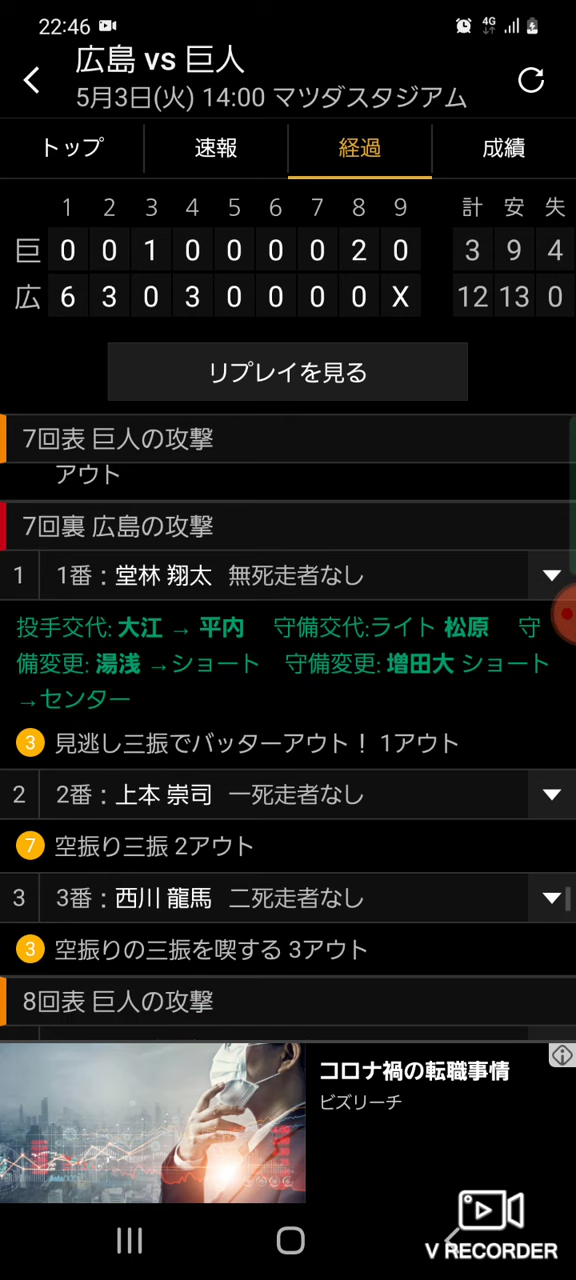 22:46 4G
広島 vs 巨人
5月3日(火) 14:00 マツダスタジアム
トップ 速報 経過 成績
1 2 3 4 5 6 7 8 9 計 安 失
巨 0 0 1 0 0 0 0 2 0 3 9 4
広 6 3 0 3 0 0 0 0 X 12 13 0
リプレイを見る
7回表 巨人の攻撃
アウト
7回裏 広島の攻撃
1 1番：堂林 翔太 無死走者なし
投手交代: 大江 → 平内 守備交代:ライト 松原 守
備変更: 湯浅 →ショート 守備変更: 増田大 ショート
→センター
3 見逃し三振でバッターアウト！ 1アウト
2 2番：上本 崇司 一死走者なし
7 空振り三振 2アウト
3 3番：西川 龍馬 二死走者なし
3 空振りの三振を喫する 3アウト
8回表 巨人の攻撃
コロナ禍の転職事情
ビズリーチ
V RECORDER